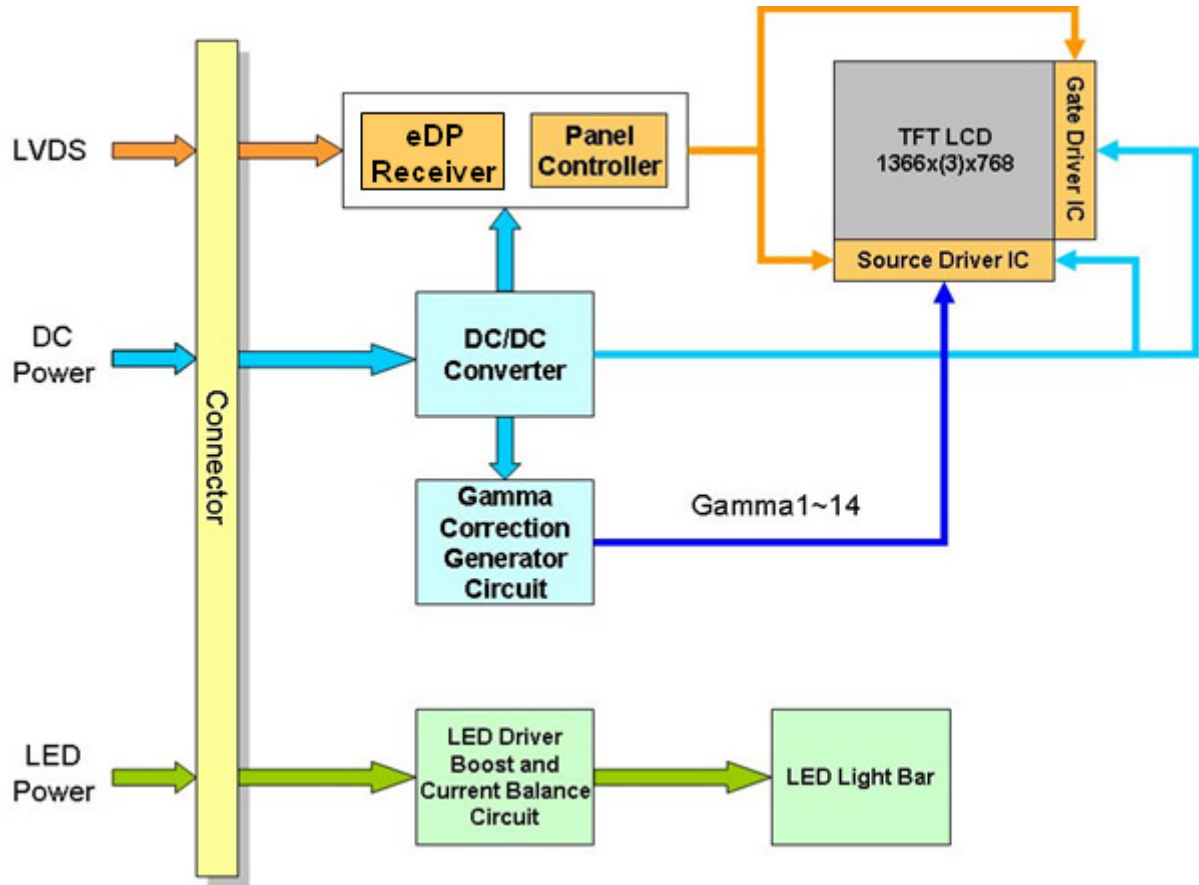 LVDS
DC
Power
LED
Power
Connector
eDP
Receiver
Panel
Controller
DC/DC
Converter
Gamma
Correction
Generator
Circuit
Gamma1~14
TFT LCD
1366x(3)x768
Gate Driver IC
Source Driver IC
LED Driver
Boost and
Current Balance
Circuit
LED Light Bar